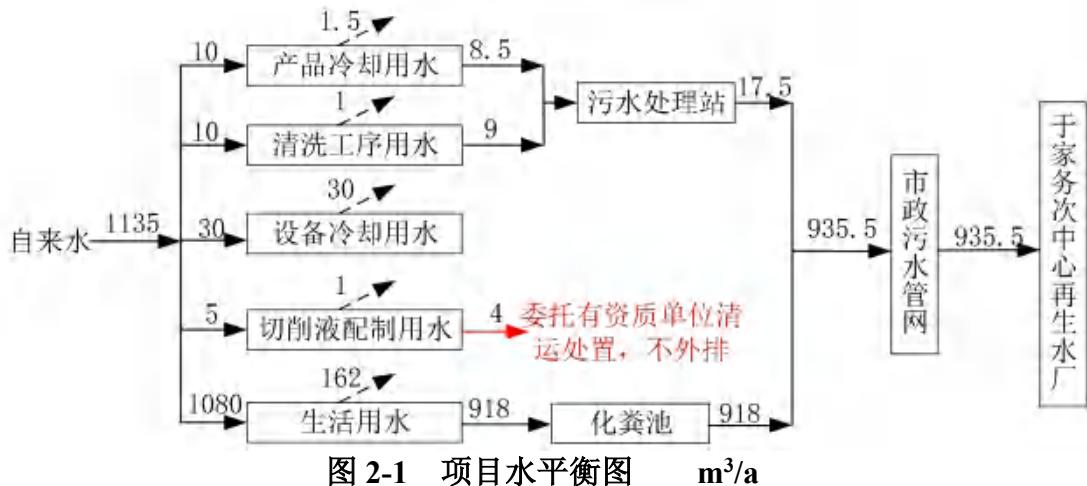 1.5
10
产品冷却用水
8.5
污水处理站
17.5
1
10
清洗工序用水
9
30
自来水
1135
30
设备冷却用水
1
5
切削液配制用水
4
委托有资质单位清
运处置，不外排
162
1080
生活用水
918
化粪池
918
935.5
市政污水管网
935.5
于家务次中心再生水厂
图 2-1 项目水平衡图 m³/a